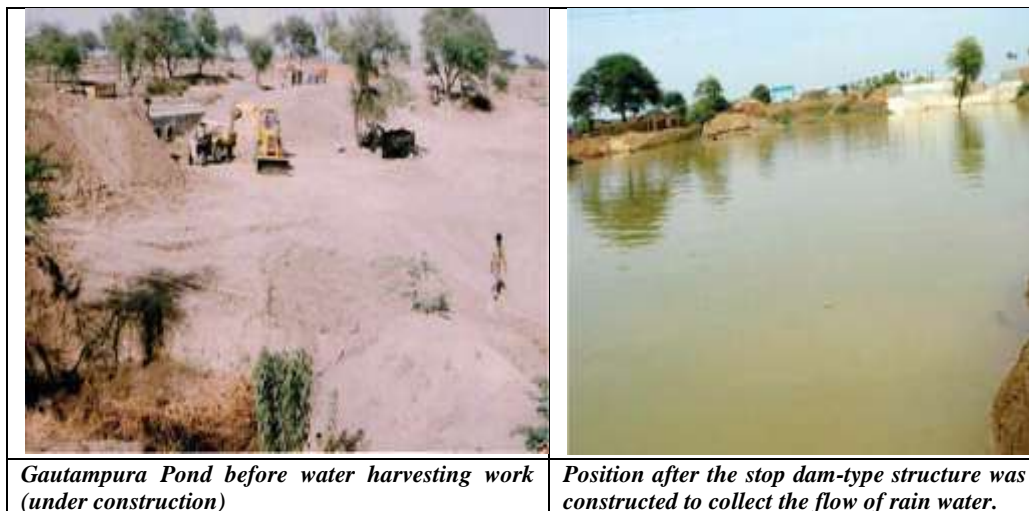 Gautampura Pond before water harvesting work
(under construction)
Position after the stop dam-type structure was
constructed to collect the flow of rain water.